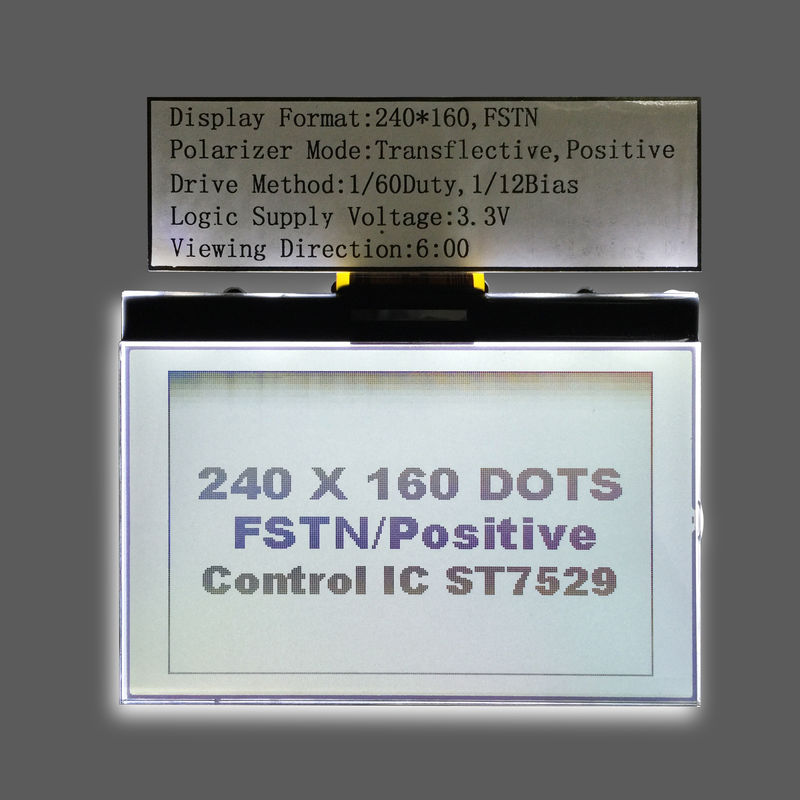 Display Format:240*160,FSTN
Polarizer Mode:Transflective,Positive
Drive Method:1/60Duty,1/12Bias
Logic Supply Voltage:3.3V
Viewing Direction:6:00
240 X 160 DOTS
FSTN/Positive
Control IC ST7529